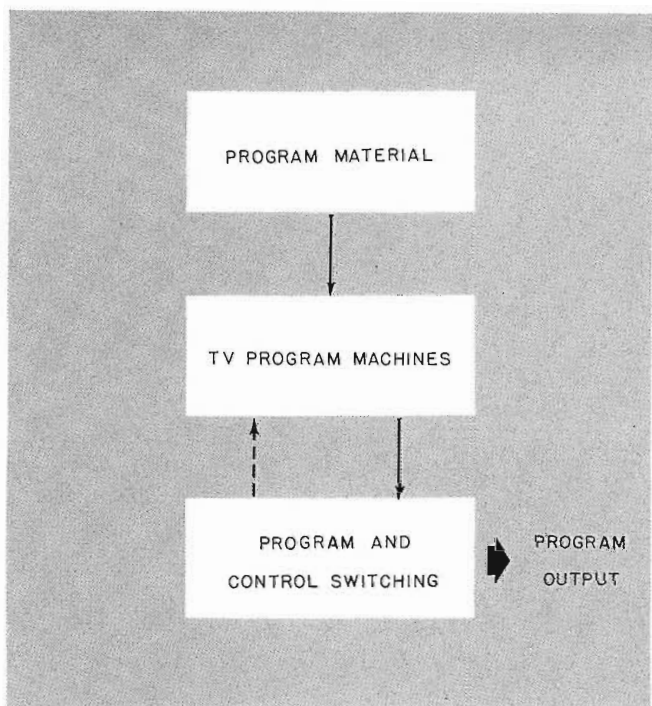 PROGRAM MATERIAL
TV PROGRAM MACHINES
PROGRAM AND
CONTROL SWITCHING
PROGRAM
OUTPUT